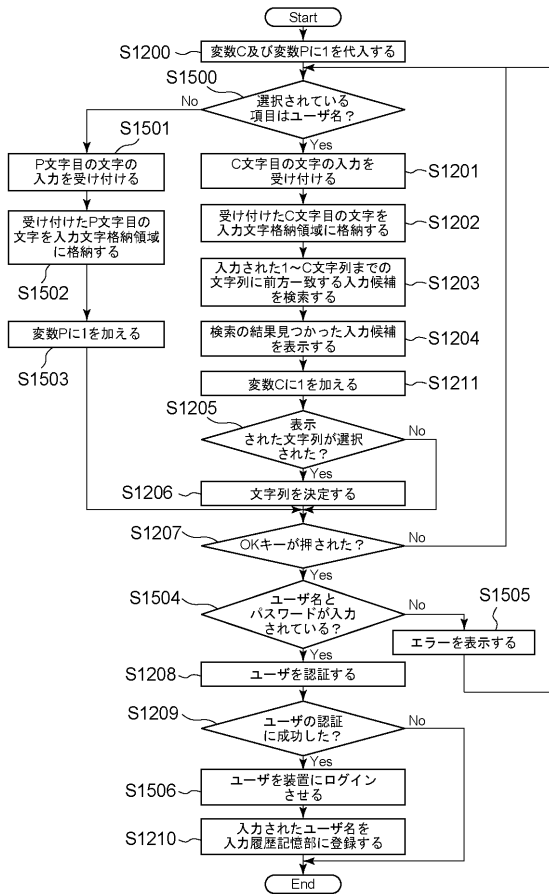 Start
S1200
変数C及び変数Pに1を代入する
S1500
選択されている
項目はユーザ名?
No
Yes
S1501
P文字目の文字の
入力を受け付ける
C文字目の文字の入力を
受け付ける
S1201
受け付けたP文字目の
文字を入力文字格納領域
に格納する
S1502
受け付けたC文字目の文字を
入力文字格納領域に格納する
S1202
入力された1~C文字列までの
文字列に前方一致する入力候補
を検索する
S1203
変数Pに1を加える
S1503
検索の結果見つかった入力候補
を表示する
S1204
変数Cに1を加える
S1211
S1205
表示
された文字列が選択
された?
No
Yes
S1206
文字列を決定する
S1207
OKキーが押された?
No
Yes
S1504
ユーザ名と
パスワードが入力
されている?
No
Yes
S1505
エラーを表示する
S1208
ユーザを認証する
S1209
ユーザの認証
に成功した?
No
Yes
S1506
ユーザを装置にログイン
させる
S1210
入力されたユーザ名を
入力履歴記憶部に登録する
End